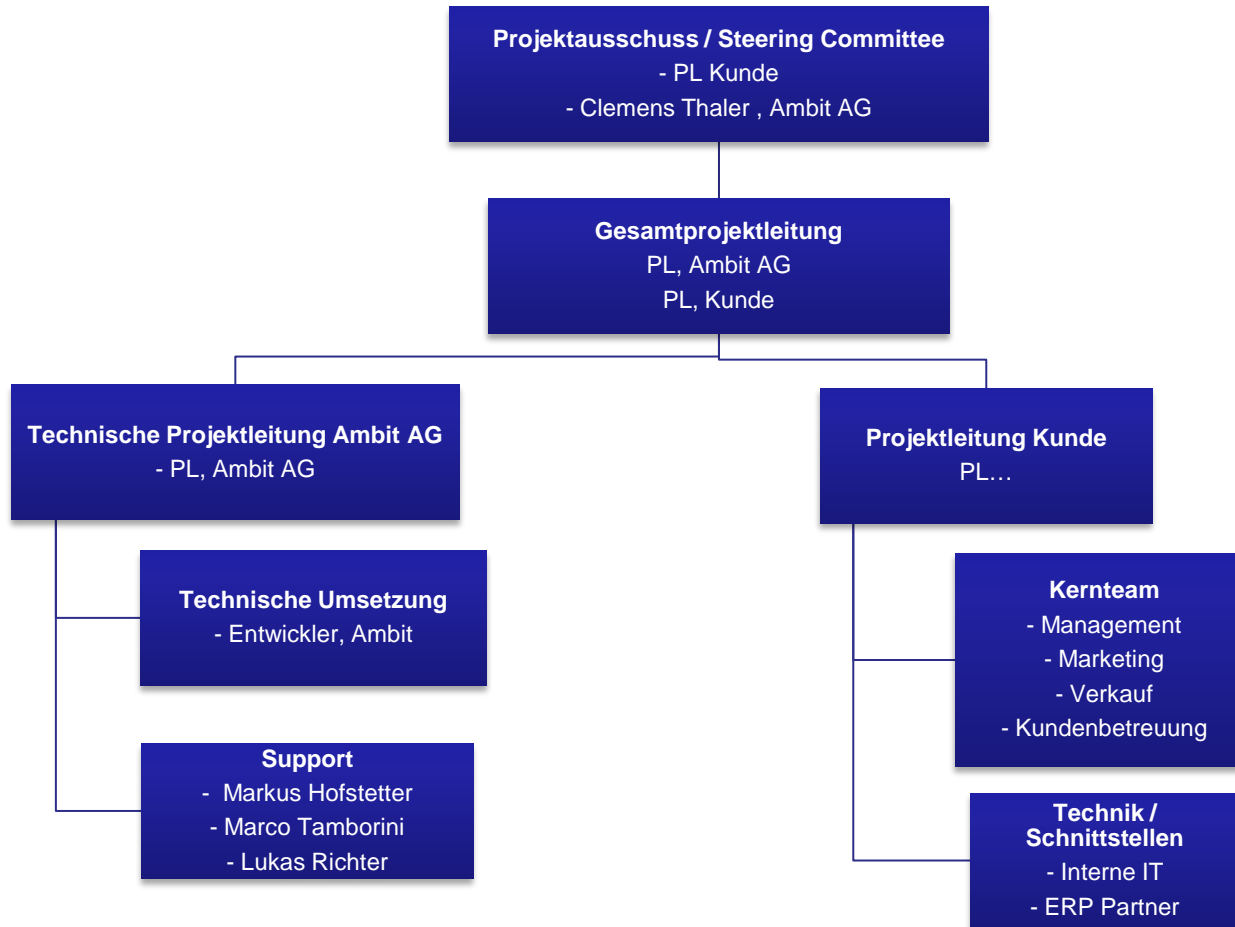 Projektausschuss / Steering Committee
- PL Kunde
- Clemens Thaler , Ambit AG
Gesamtprojektleitung
PL, Ambit AG
PL, Kunde
Technische Projektleitung Ambit AG
- PL, Ambit AG
Projektleitung Kunde
PL…
Technische Umsetzung
- Entwickler, Ambit
Kernteam
- Management
- Marketing
- Verkauf
- Kundenbetreuung
Support
- Markus Hofstetter
- Marco Tamborini
- Lukas Richter
Technik /
Schnittstellen
- Interne IT
- ERP Partner